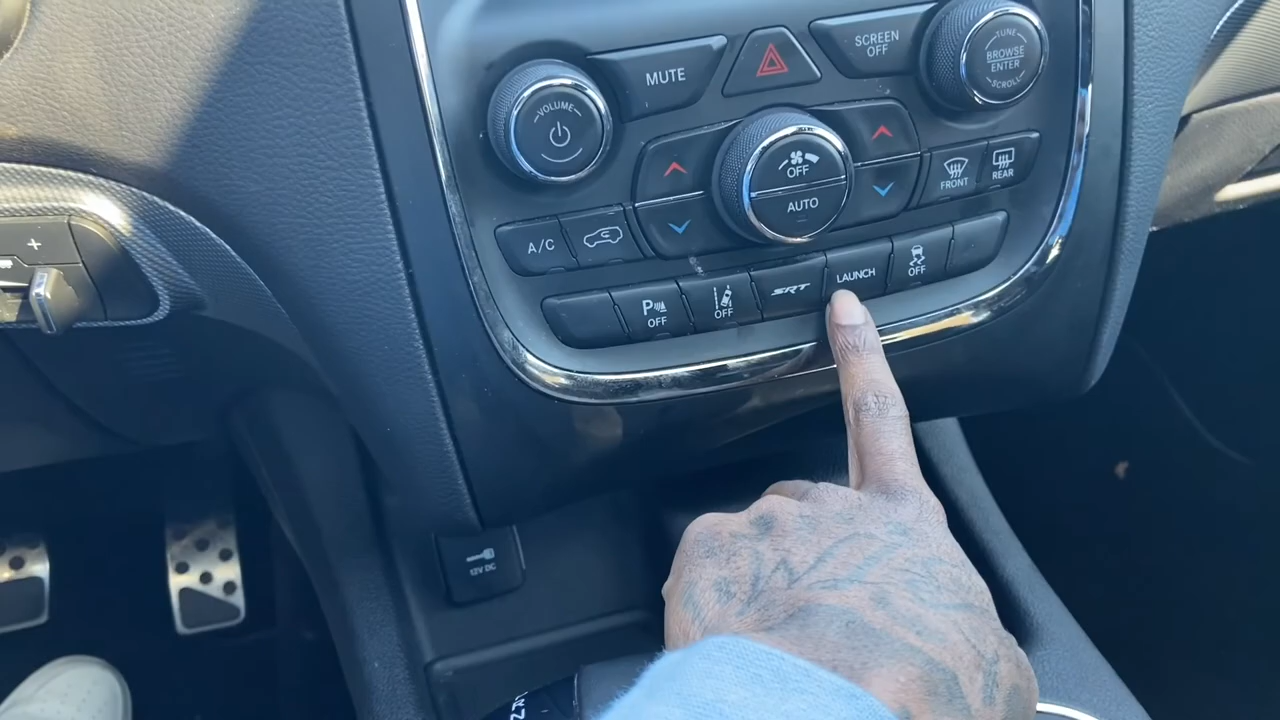 VOLUME
MUTE
SCREEN
OFF
TUNE
BROWSE
ENTER
SCROLL
OFF
AUTO
FRONT
REAR
A/C
P
OFF
OFF
SRT
LAUNCH
OFF
12V DC
N